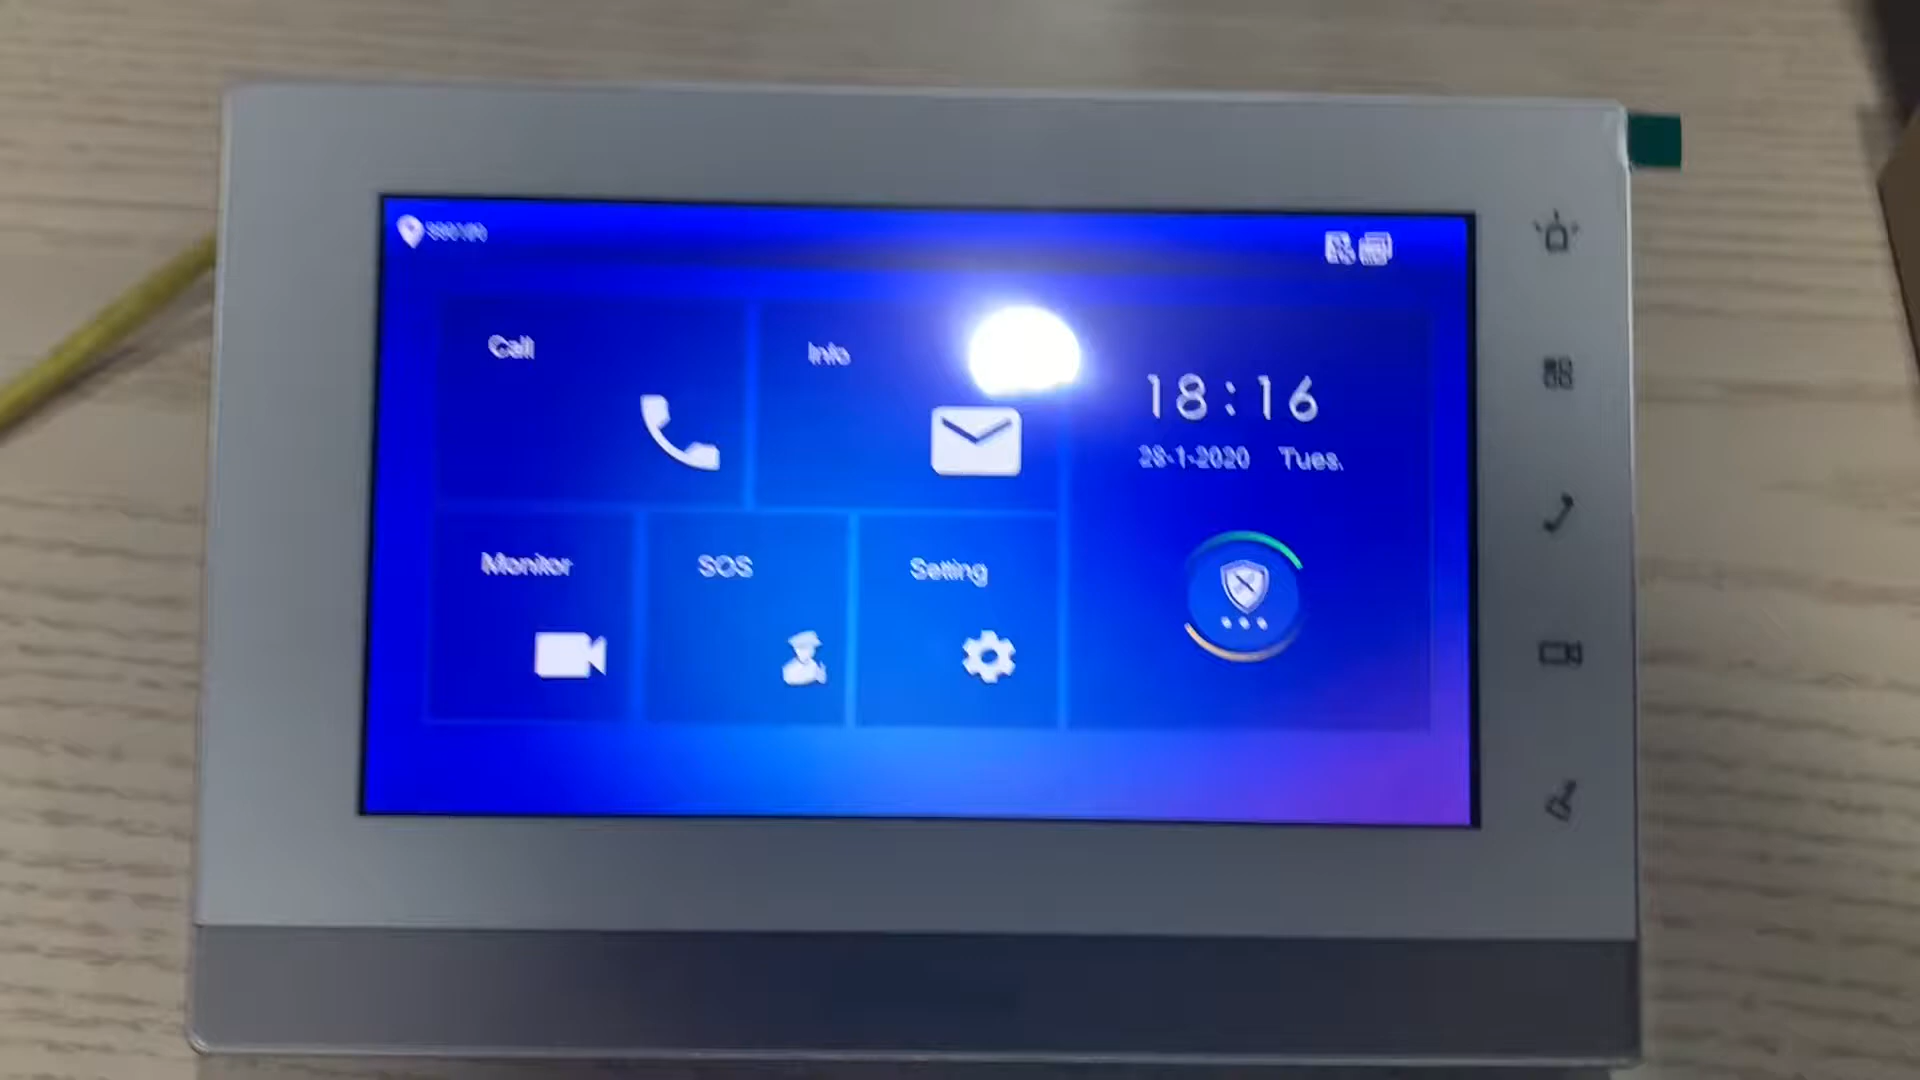 Call
Info
18:16
28-1-2020 Tues.
Monitor
SOS
Setting